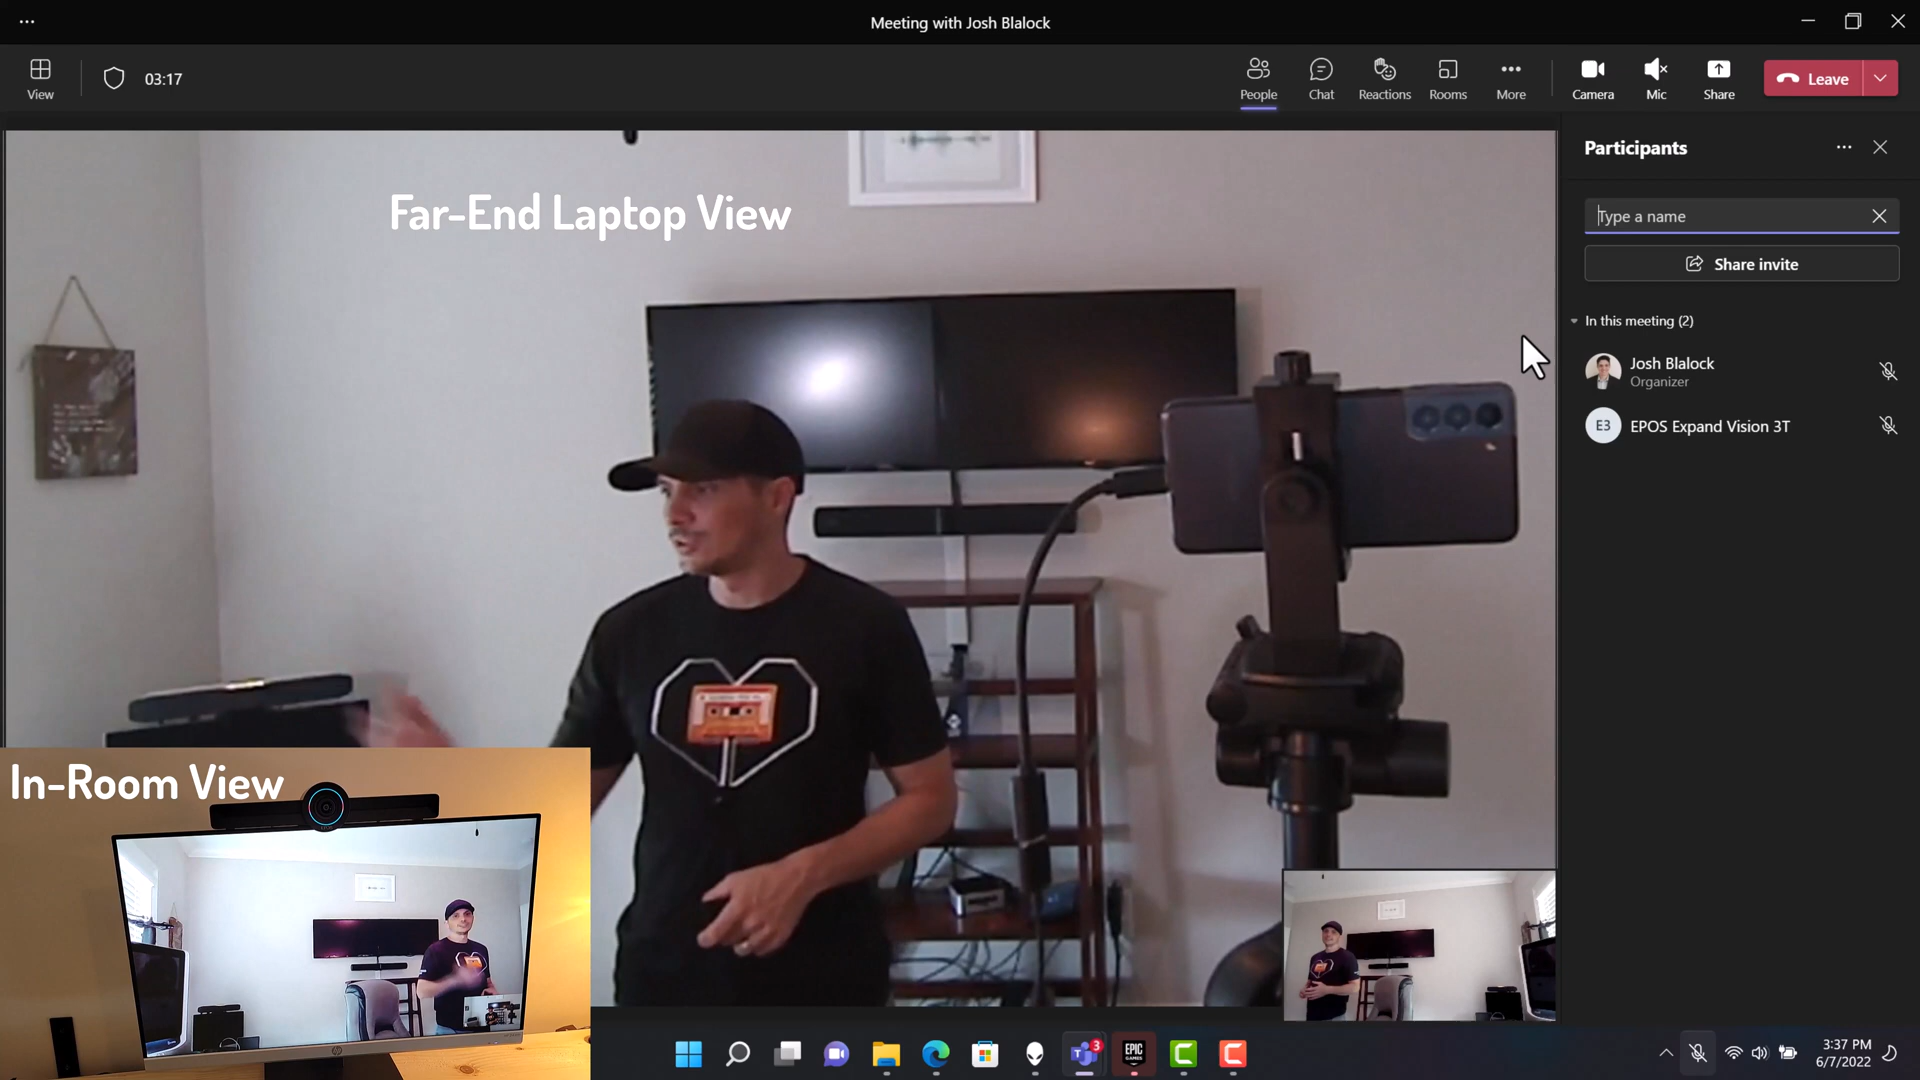 Meeting with Josh Blalock
View
03:17
People
Chat
Reactions
Rooms
More
Camera
Mic
Share
Leave
Far-End Laptop View
Participants
Type a name
Share invite
In this meeting (2)
Josh Blalock
Organizer
E3
EPOS Expand Vision 3T
In-Room View
3
EPIC
GAMES
3:37 PM
6/7/2022